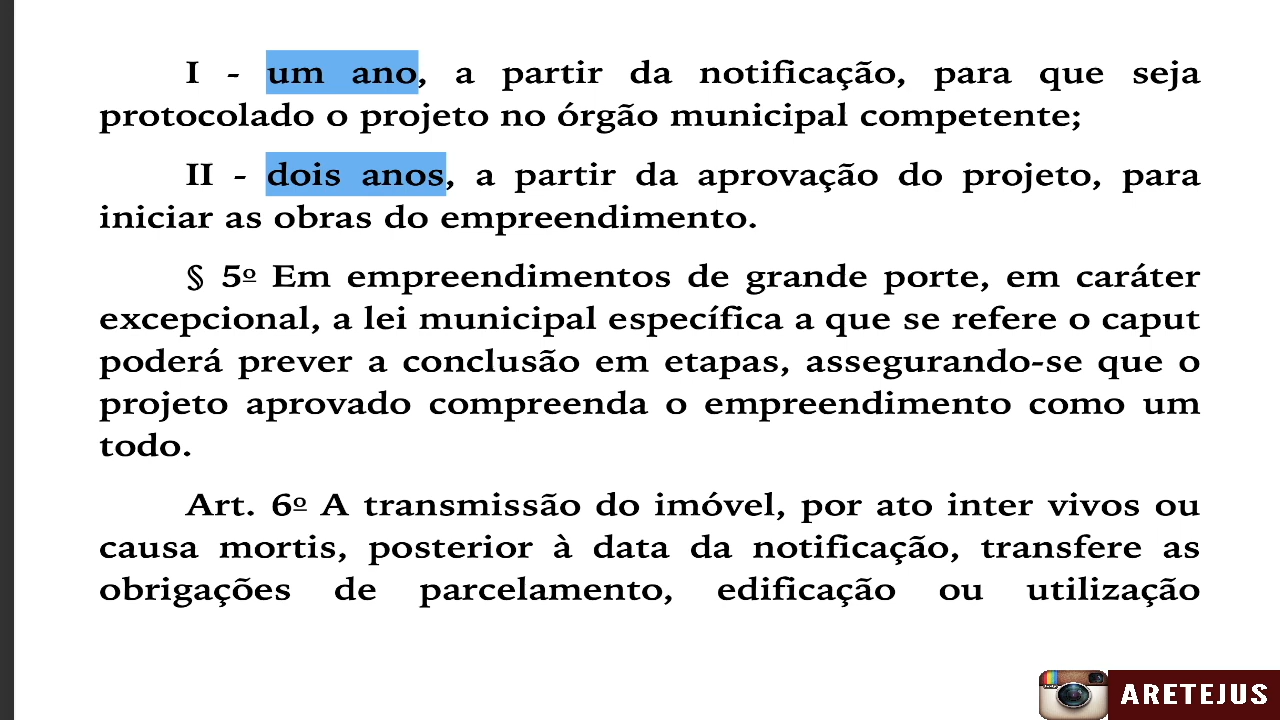 I - um ano, a partir da notificação, para que seja
protocolado o projeto no órgão municipal competente;
II - dois anos, a partir da aprovação do projeto, para
iniciar as obras do empreendimento.
§ 5º Em empreendimentos de grande porte, em caráter
excepcional, a lei municipal específica a que se refere o caput
poderá prever a conclusão em etapas, assegurando-se que o
projeto aprovado compreenda o empreendimento como um
todo.
Art. 6º A transmissão do imóvel, por ato inter vivos ou
causa mortis, posterior à data da notificação, transfere as
obrigações de parcelamento, edificação ou utilização
ARETEJUS